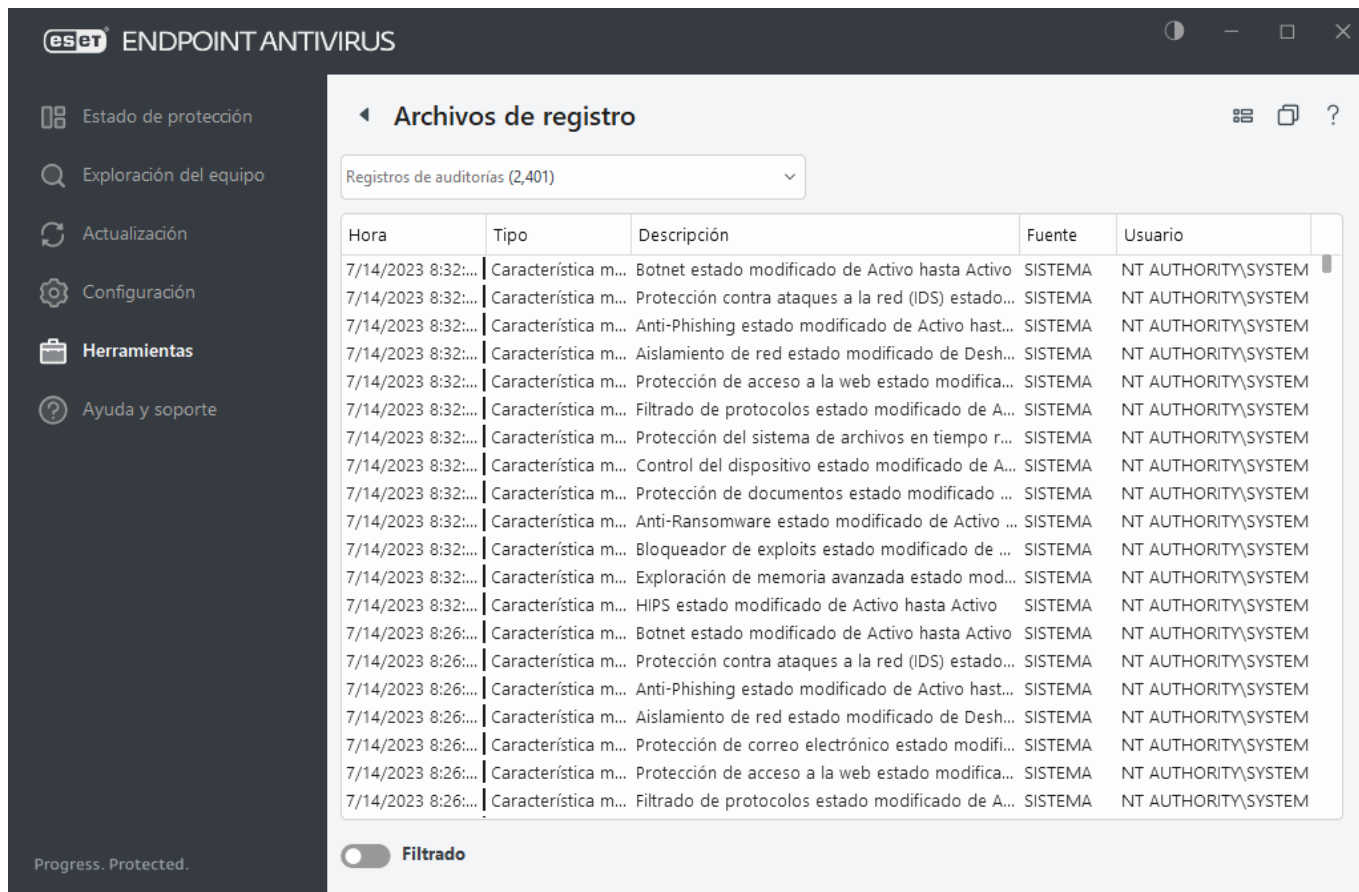 eset ENDPOINT ANTIVIRUS
Estado de protección
Exploración del equipo
Actualización
Configuración
Herramientas
Ayuda y soporte
Progress. Protected.
Archivos de registro
?
Registros de auditorías (2,401)
Hora Tipo Descripción Fuente Usuario
7/14/2023 8:32:... Característica m... Botnet estado modificado de Activo hasta Activo SISTEMA NT AUTHORITY\SYSTEM
7/14/2023 8:32:... Característica m... Protección contra ataques a la red (IDS) estado... SISTEMA NT AUTHORITY\SYSTEM
7/14/2023 8:32:... Característica m... Anti-Phishing estado modificado de Activo hast... SISTEMA NT AUTHORITY\SYSTEM
7/14/2023 8:32:... Característica m... Aislamiento de red estado modificado de Desh... SISTEMA NT AUTHORITY\SYSTEM
7/14/2023 8:32:... Característica m... Protección de acceso a la web estado modifica... SISTEMA NT AUTHORITY\SYSTEM
7/14/2023 8:32:... Característica m... Filtrado de protocolos estado modificado de A... SISTEMA NT AUTHORITY\SYSTEM
7/14/2023 8:32:... Característica m... Protección del sistema de archivos en tiempo r... SISTEMA NT AUTHORITY\SYSTEM
7/14/2023 8:32:... Característica m... Control del dispositivo estado modificado de A... SISTEMA NT AUTHORITY\SYSTEM
7/14/2023 8:32:... Característica m... Protección de documentos estado modificado ... SISTEMA NT AUTHORITY\SYSTEM
7/14/2023 8:32:... Característica m... Anti-Ransomware estado modificado de Activo ... SISTEMA NT AUTHORITY\SYSTEM
7/14/2023 8:32:... Característica m... Bloqueador de exploits estado modificado de ... SISTEMA NT AUTHORITY\SYSTEM
7/14/2023 8:32:... Característica m... Exploración de memoria avanzada estado mod... SISTEMA NT AUTHORITY\SYSTEM
7/14/2023 8:32:... Característica m... HIPS estado modificado de Activo hasta Activo SISTEMA NT AUTHORITY\SYSTEM
7/14/2023 8:26:... Característica m... Botnet estado modificado de Activo hasta Activo SISTEMA NT AUTHORITY\SYSTEM
7/14/2023 8:26:... Característica m... Protección contra ataques a la red (IDS) estado... SISTEMA NT AUTHORITY\SYSTEM
7/14/2023 8:26:... Característica m... Anti-Phishing estado modificado de Activo hast... SISTEMA NT AUTHORITY\SYSTEM
7/14/2023 8:26:... Característica m... Aislamiento de red estado modificado de Desh... SISTEMA NT AUTHORITY\SYSTEM
7/14/2023 8:26:... Característica m... Protección de correo electrónico estado modifi... SISTEMA NT AUTHORITY\SYSTEM
7/14/2023 8:26:... Característica m... Protección de acceso a la web estado modifica... SISTEMA NT AUTHORITY\SYSTEM
7/14/2023 8:26:... Característica m... Filtrado de protocolos estado modificado de A... SISTEMA NT AUTHORITY\SYSTEM
Filtrado